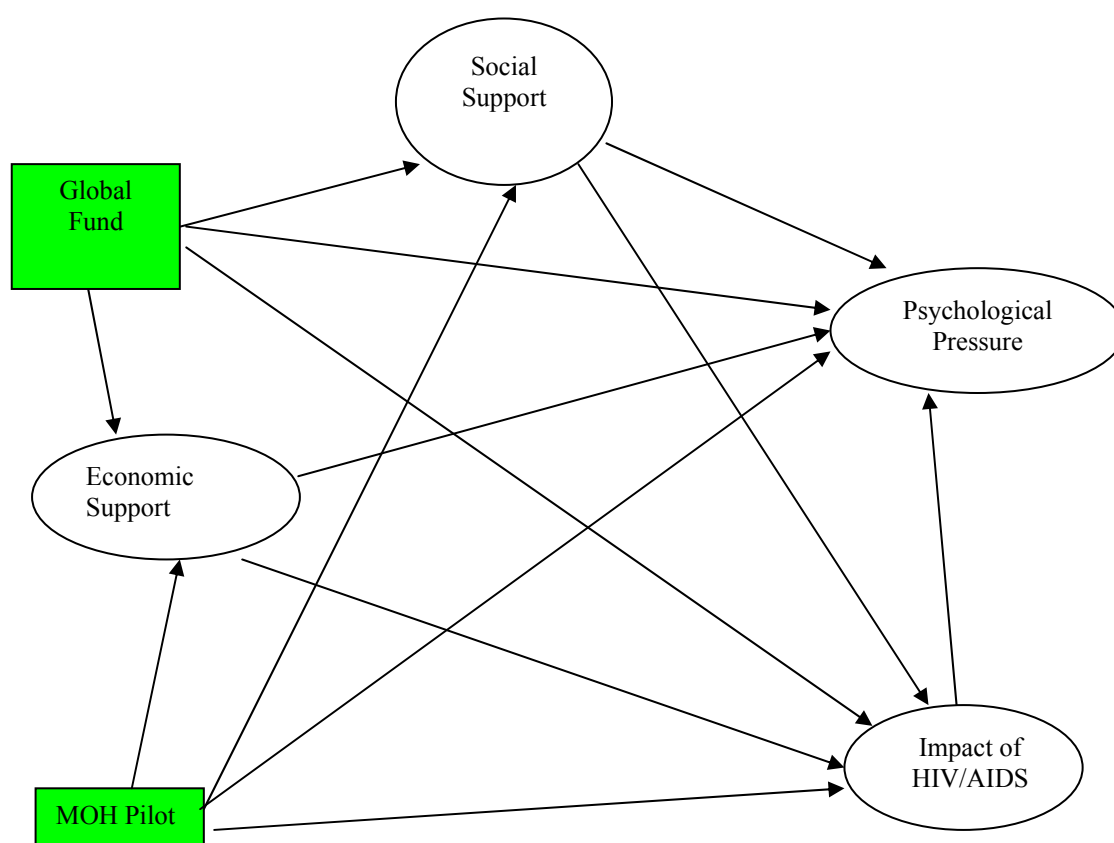 Social
Support
Global
Fund
Psychological
Pressure
Economic
Support
Impact of
HIV/AIDS
MOH Pilot